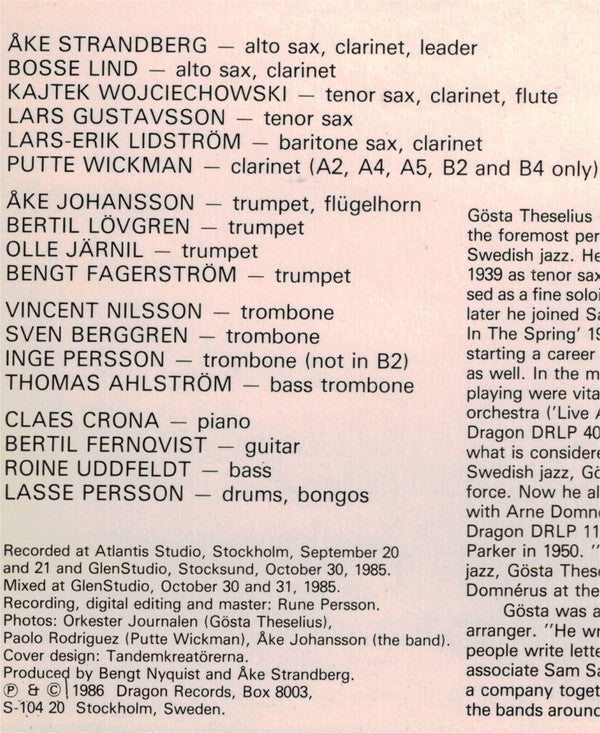 ÅKE STRANDBERG — alto sax, clarinet, leader
BOSSE LIND — alto sax, clarinet
KAJTEK WOJCIECHOWSKI — tenor sax, clarinet, flute
LARS GUSTAVSSON — tenor sax
LARS-ERIK LIDSTRÖM — baritone sax, clarinet
PUTTE WICKMAN — clarinet (A2, A4, A5, B2 and B4 only)
ÅKE JOHANSSON — trumpet, flügelhorn
BERTIL LÖVGREN — trumpet
OLLE JÄRNIL — trumpet
BENGT FAGERSTRÖM — trumpet
VINCENT NILSSON — trombone
SVEN BERGGREN — trombone
INGE PERSSON — trombone (not in B2)
THOMAS AHLSTRÖM — bass trombone
CLAES CRONA — piano
BERTIL FERNQVIST — guitar
ROINE UDDFELDT — bass
LASSE PERSSON — drums, bongos
Recorded at Atlantis Studio, Stockholm, September 20
and 21 and GlenStudio, Stocksund, October 30, 1985.
Mixed at GlenStudio, October 30 and 31, 1985.
Recording, digital editing and master: Rune Persson.
Photos: Orkester Journalen (Gösta Theselius),
Paolo Rodriguez (Putte Wickman), Åke Johansson (the band).
Cover design: Tandemkreatörerna.
Produced by Bengt Nyquist and Åke Strandberg.
℗ & © 1986 Dragon Records, Box 8003,
S-104 20 Stockholm, Sweden.
Gösta Theselius
the foremost per
Swedish jazz. He
1939 as tenor sax
sed as a fine soloi
later he joined Sa
In The Spring' 19
starting a career
as well. In the m
playing were vita
orchestra ('Live A
Dragon DRLP 40
what is considere
Swedish jazz, Gö
force. Now he al
with Arne Domn
Dragon DRLP 11
Parker in 1950. ''
jazz, Gösta These
Domnérus at the
Gösta was a
arranger. ''He wr
people write lette
associate Sam Sa
a company toget
the bands around